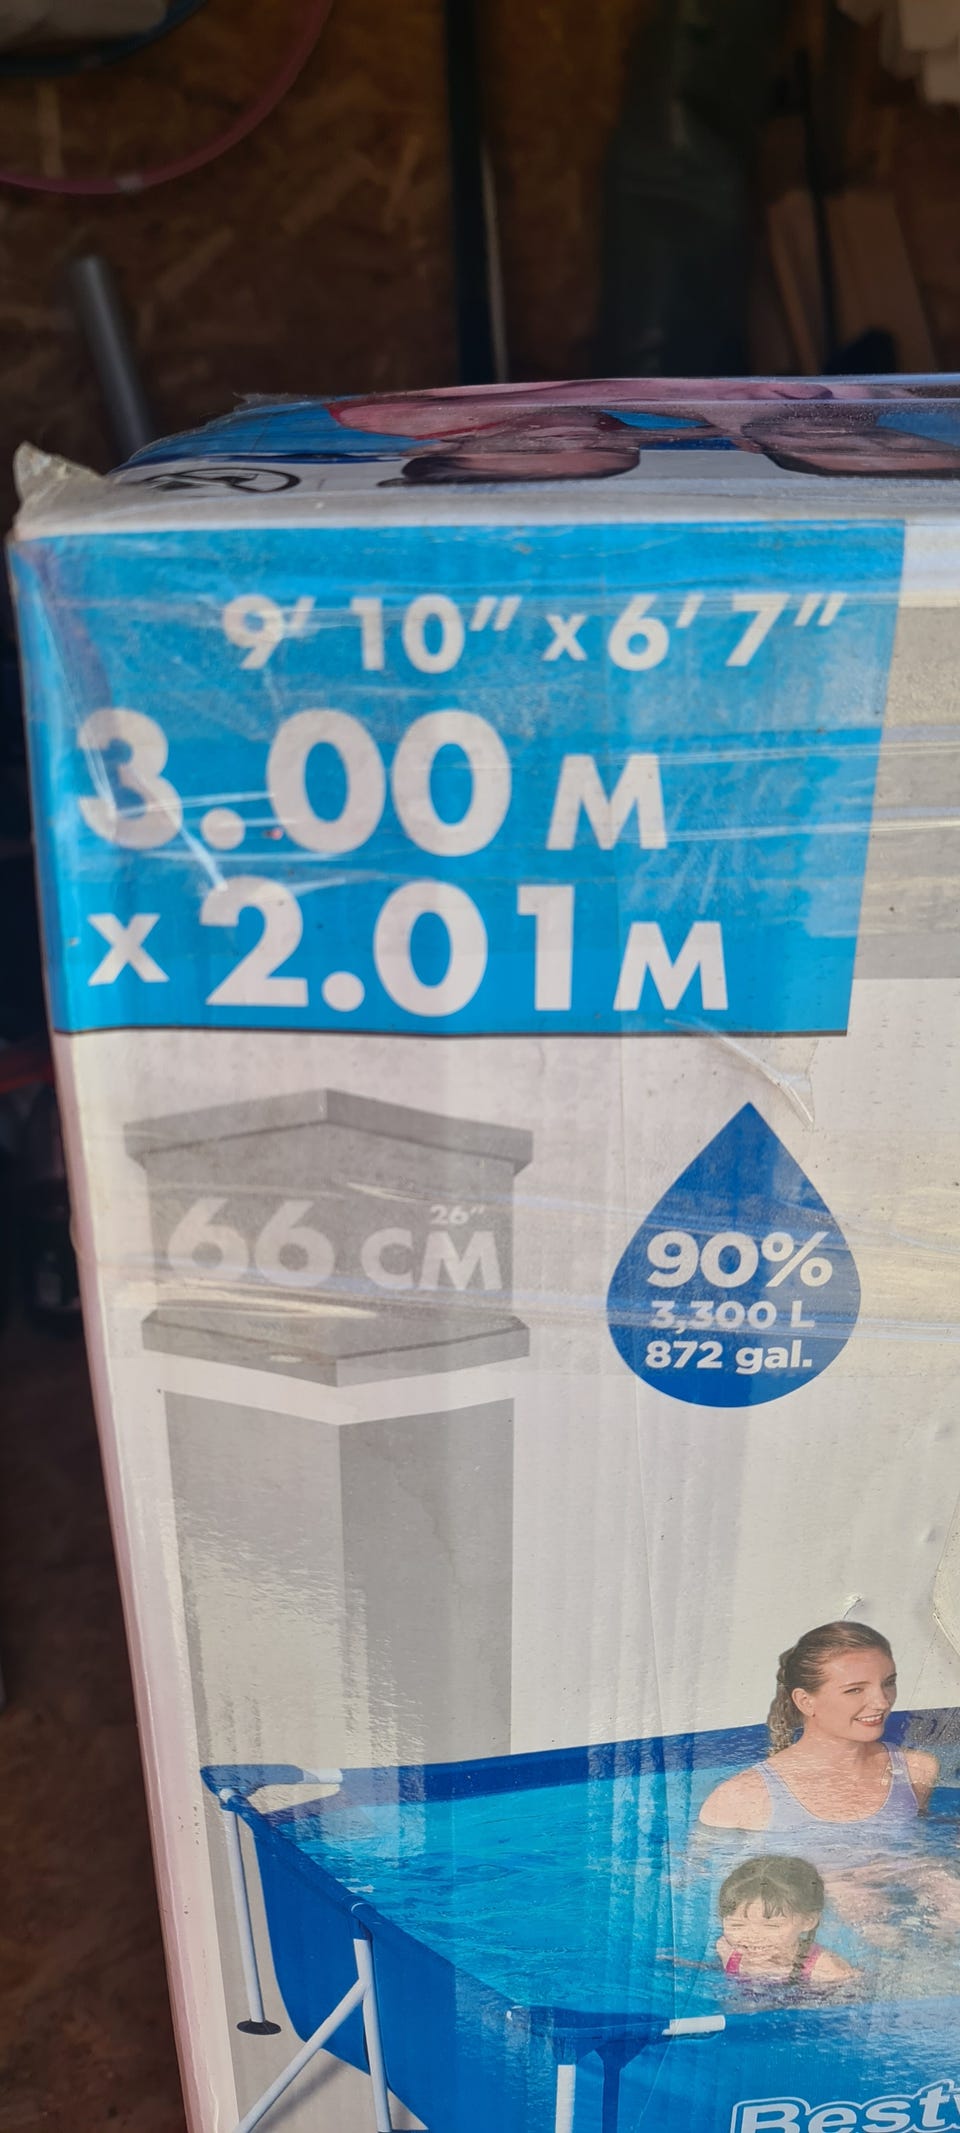 9' 10" x 6' 7"
3.00 M
x 2.01 M
26"
66 CM
90%
3,300 L
872 gal.